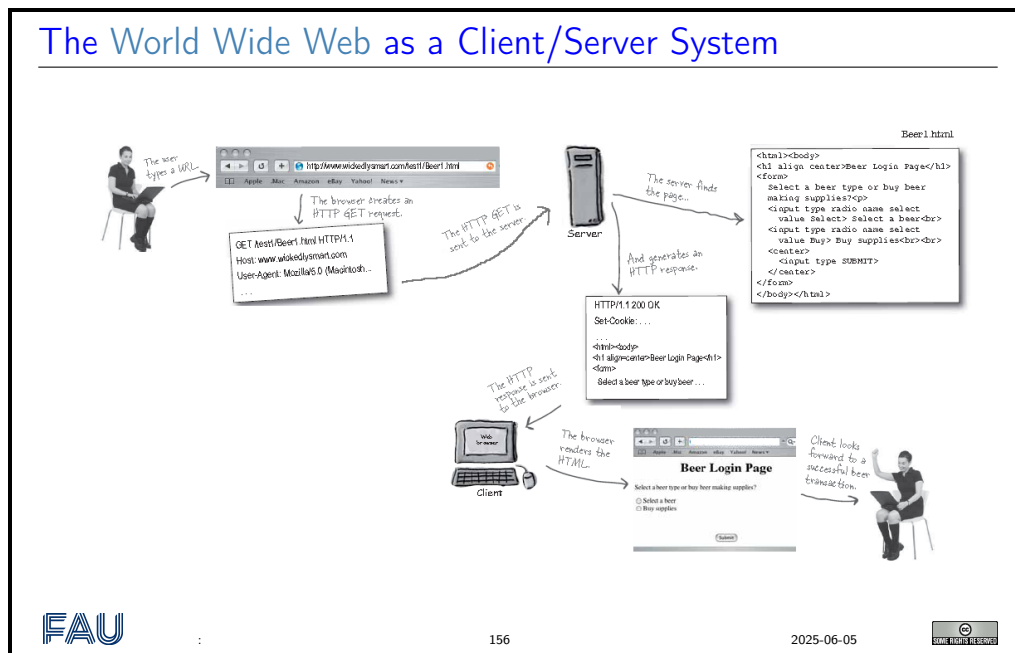 The World Wide Web as a Client/Server System
The user
types a URL.
http://www.wickedlysmart.com/test1/Beer1.html
Apple .Mac Amazon eBay Yahoo! News ▾
The browser creates an
HTTP GET request.
GET /test1/Beer1.html HTTP/1.1
Host: www.wickedlysmart.com
User-Agent: Mozilla/5.0 (Macintosh...
. . .
The HTTP GET is
sent to the server.
Server
The server finds
the page...
Beer1.html
<html><body>
<h1 align center>Beer Login Page</h1>
<form>
Select a beer type or buy beer
making supplies?<p>
<input type radio name select
value Select> Select a beer<br>
<input type radio name select
value Buy> Buy supplies<br><br>
<center>
<input type SUBMIT>
</center>
</form>
</body></html>
And generates an
HTTP response.
HTTP/1.1 200 OK
Set-Cookie: . . .
. . .
<html><body>
<h1 align=center>Beer Login Page</h1>
<form>
Select a beer type or buy beer . . .
The HTTP
response is sent
to the browser.
Web
browser
Client
The browser
renders the
HTML.
Apple .Mac Amazon eBay Yahoo! News ▾
Beer Login Page
Select a beer type or buy beer making supplies?
Select a beer
Buy supplies
Submit
Client looks
forward to a
successful beer
transaction.
FAU
:
156
2025-06-05
cc
SOME RIGHTS RESERVED